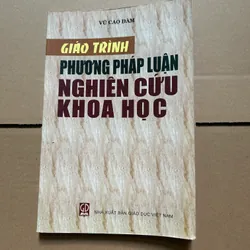 VŨ CAO ĐÀM
GIÁO TRÌNH
PHƯƠNG PHÁP LUẬN
NGHIÊN CỨU
KHOA HỌC
NHÀ XUẤT BẢN GIÁO DỤC VIỆT NAM